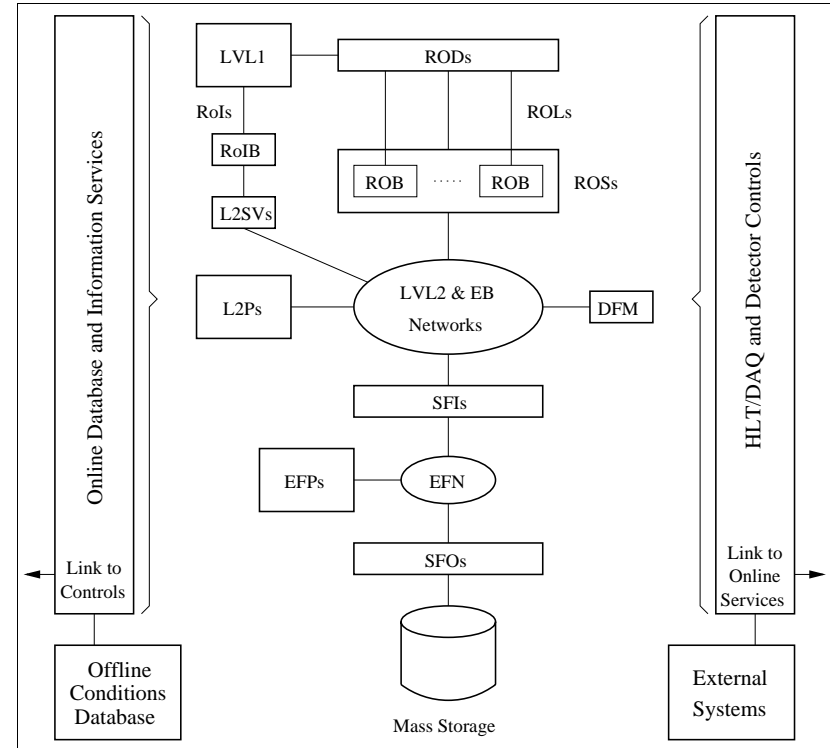 Online Database and Information Services
Link to
Controls
Offline
Conditions
Database
LVL1
RODs
RoIs
ROLs
RoIB
ROB
.....
ROB
ROSs
L2SVs
L2Ps
LVL2 & EB
Networks
DFM
SFIs
EFPs
EFN
SFOs
Mass Storage
HLT/DAQ and Detector Controls
Link to
Online
Services
External
Systems